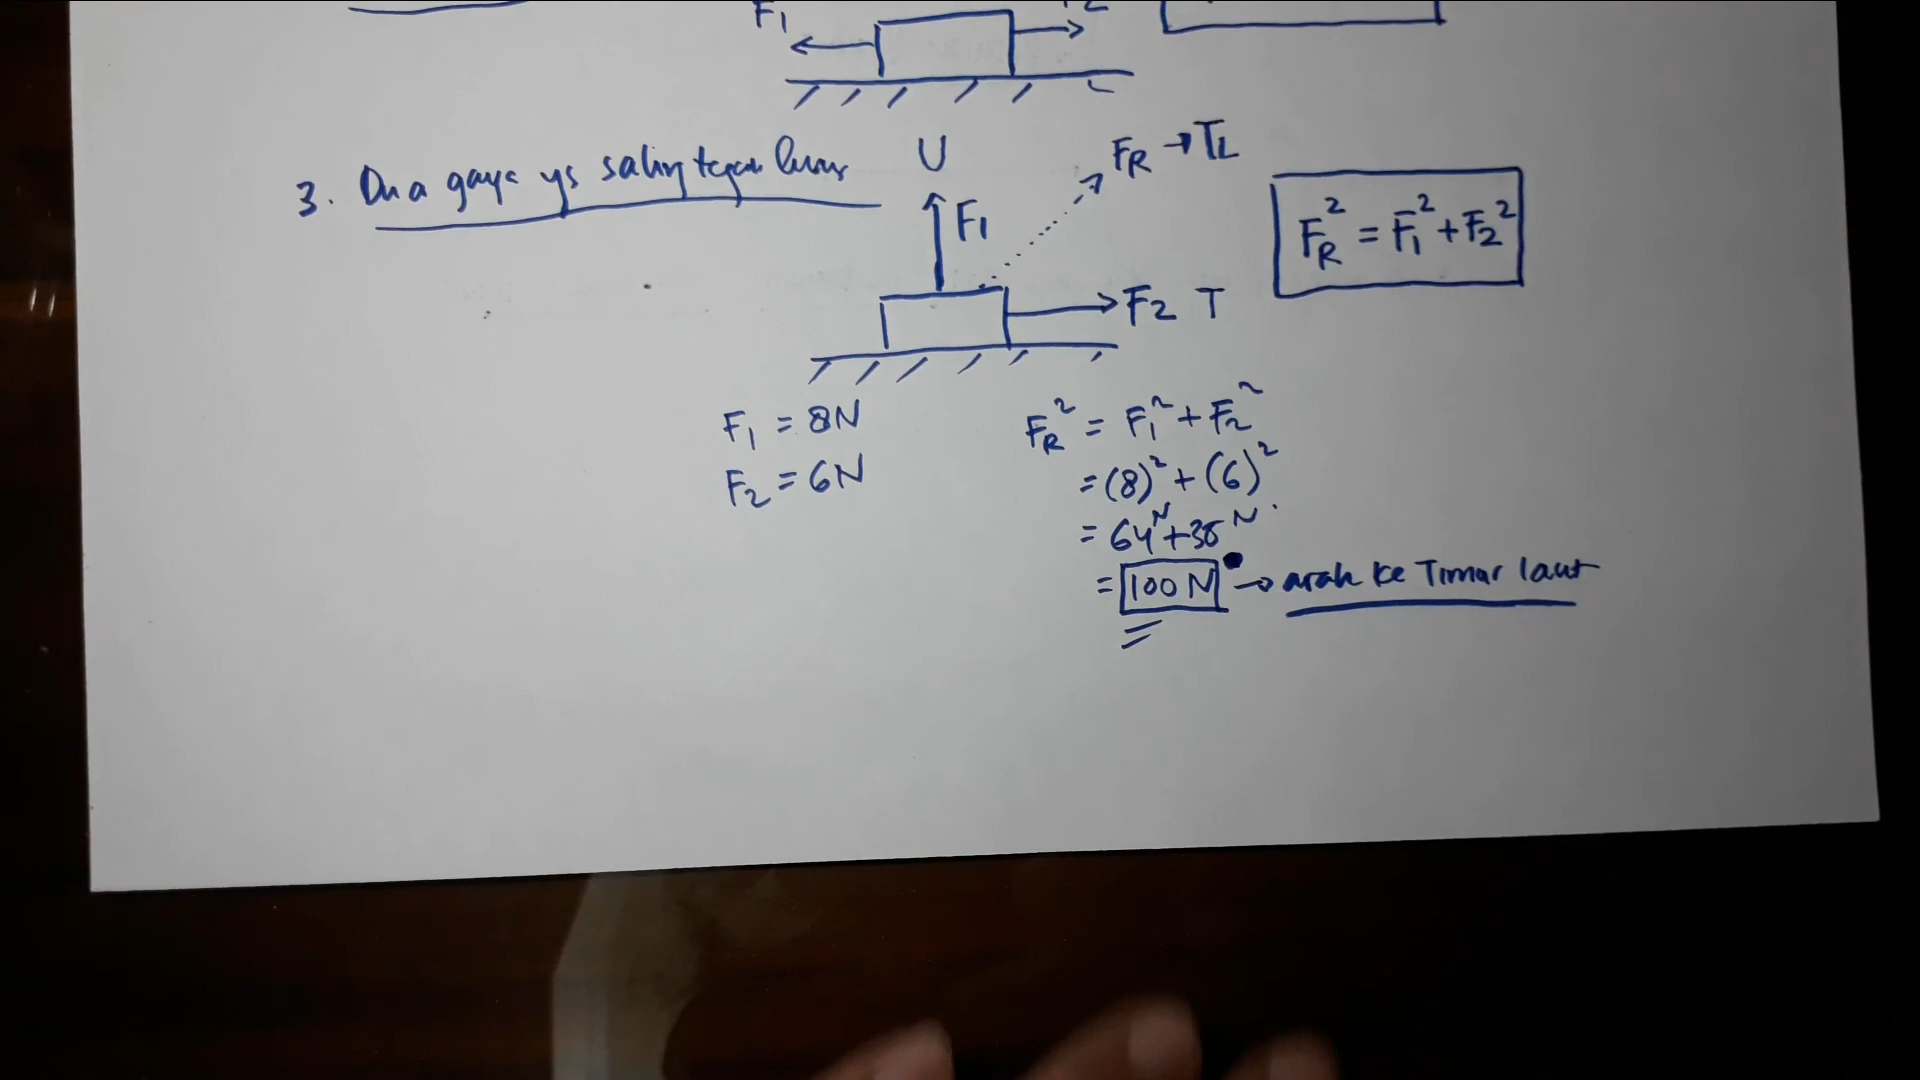 F1
3. Dua gaya yg saling tegak lurus
U
FR → TL
F1
F2 T
FR² = F1² + F2²
F1 = 8N
F2 = 6N
FR² = F1² + F2²
= (8)² + (6)²
= 64N + 36N
= 100 N → arah ke Timur laut